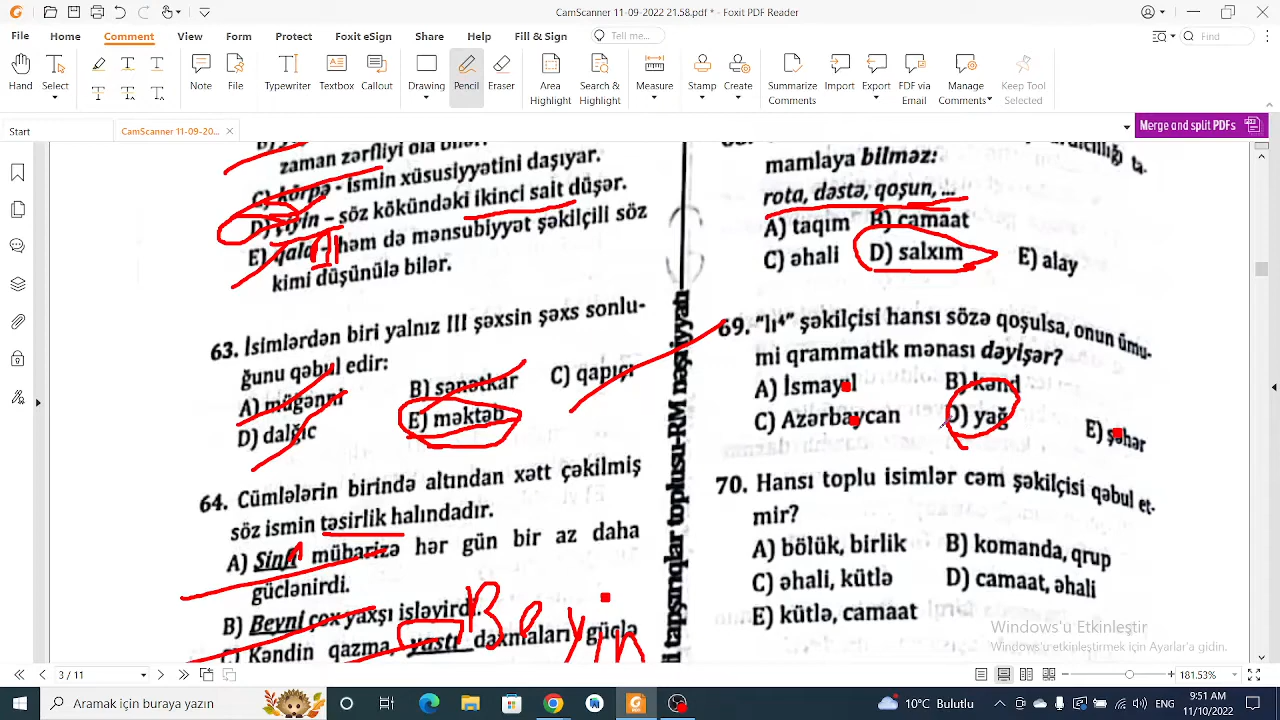 CamScanner 11-09-2022 21.58.pdf * - Foxit PDF Reader
File Home Comment View Form Protect Foxit eSign Share Help Fill & Sign Tell me... Find
Hand Select Note File Typewriter Textbox Callout Drawing Pencil Eraser Area Highlight Search & Highlight Measure Stamp Create Summarize Comments Import Export FDF via Email Manage Comments Keep Tool Selected
Start CamScanner 11-09-20... Merge and split PDFs
zaman zərfliyi ola bilər.
C) körpə - ismin xüsusiyyətini daşıyar.
D) – söz kökündəki ikinci sait düşər.
E) qala – həm də mənsubiyyət şəkilçili söz
kimi düşünülə bilər.
III
63. İsimlərdən biri yalnız III şəxsin şəxs sonlu-
ğunu qəbul edir:
A) müğənni B) sənətkar C) qapıçı
D) dalğıc E) məktəb
64. Cümlələrin birində altından xətt çəkilmiş
söz ismin təsirlik halındadır.
A) Sinfi mübarizə hər gün bir az daha
güclənirdi.
B) Beyni çox yaxşı işləyirdi.
C) Kəndin qazma, yastı daxmaları güclə
Beyin
tapşırıqlar toplusu-RM nəşriyyatı
mamlaya bilməz:
rota, dəstə, qoşun, ...
A) taqım B) camaat
C) əhali D) salxım E) alay
69. "lı⁴" şəkilçisi hansı sözə qoşulsa, onun ümu-
mi qrammatik mənası dəyişər?
A) İsmayıl B) kənd
C) Azərbaycan D) yağ E) şəhər
70. Hansı toplu isimlər cəm şəkilçisi qəbul et-
mir?
A) bölük, birlik B) komanda, qrup
C) əhali, kütlə D) camaat, əhali
E) kütlə, camaat
Windows'u Etkinleştir
Windows'u etkinleştirmek için Ayarlar'a gidin.
3 / 11 181.53%
Aramak için buraya yazın 10°C Bulutlu ENG 9:51 AM 11/10/2022